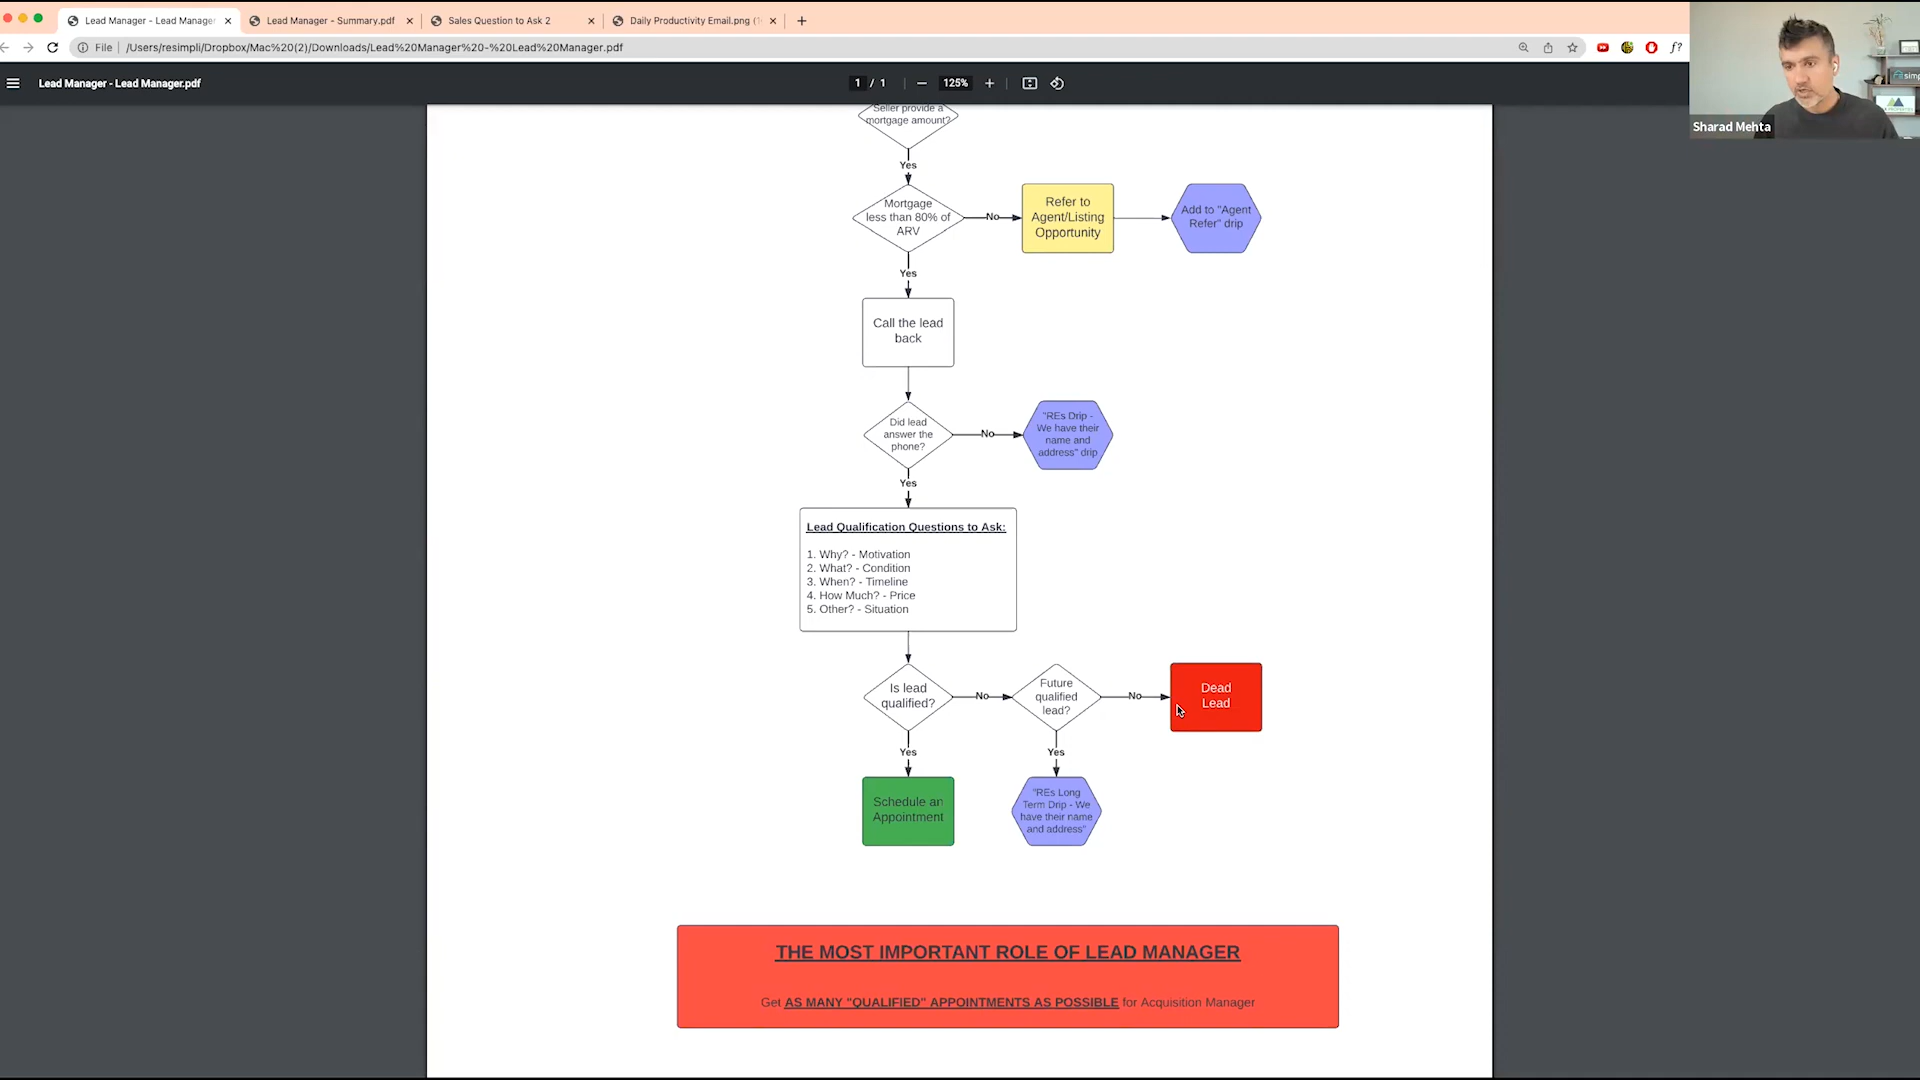 Lead Manager - Lead Manager
Lead Manager - Summary.pdf
Sales Question to Ask 2
Daily Productivity Email.png
File
/Users/resimpli/Dropbox/Mac%20(2)/Downloads/Lead%20Manager%20-%20Lead%20Manager.pdf
f?
Lead Manager - Lead Manager.pdf
1 / 1
125%
Sharad Mehta
Seller provide a
mortgage amount?
Yes
Mortgage
less than 80% of
ARV
No
Refer to
Agent/Listing
Opportunity
Add to "Agent
Refer" drip
Yes
Call the lead
back
Did lead
answer the
phone?
No
"REs Drip -
We have their
name and
address" drip
Yes
Lead Qualification Questions to Ask:
1. Why? - Motivation
2. What? - Condition
3. When? - Timeline
4. How Much? - Price
5. Other? - Situation
Is lead
qualified?
No
Future
qualified
lead?
No
Dead
Lead
Yes
Yes
Schedule an
Appointment
"REs Long
Term Drip - We
have their name
and address"
THE MOST IMPORTANT ROLE OF LEAD MANAGER
Get AS MANY "QUALIFIED" APPOINTMENTS AS POSSIBLE for Acquisition Manager